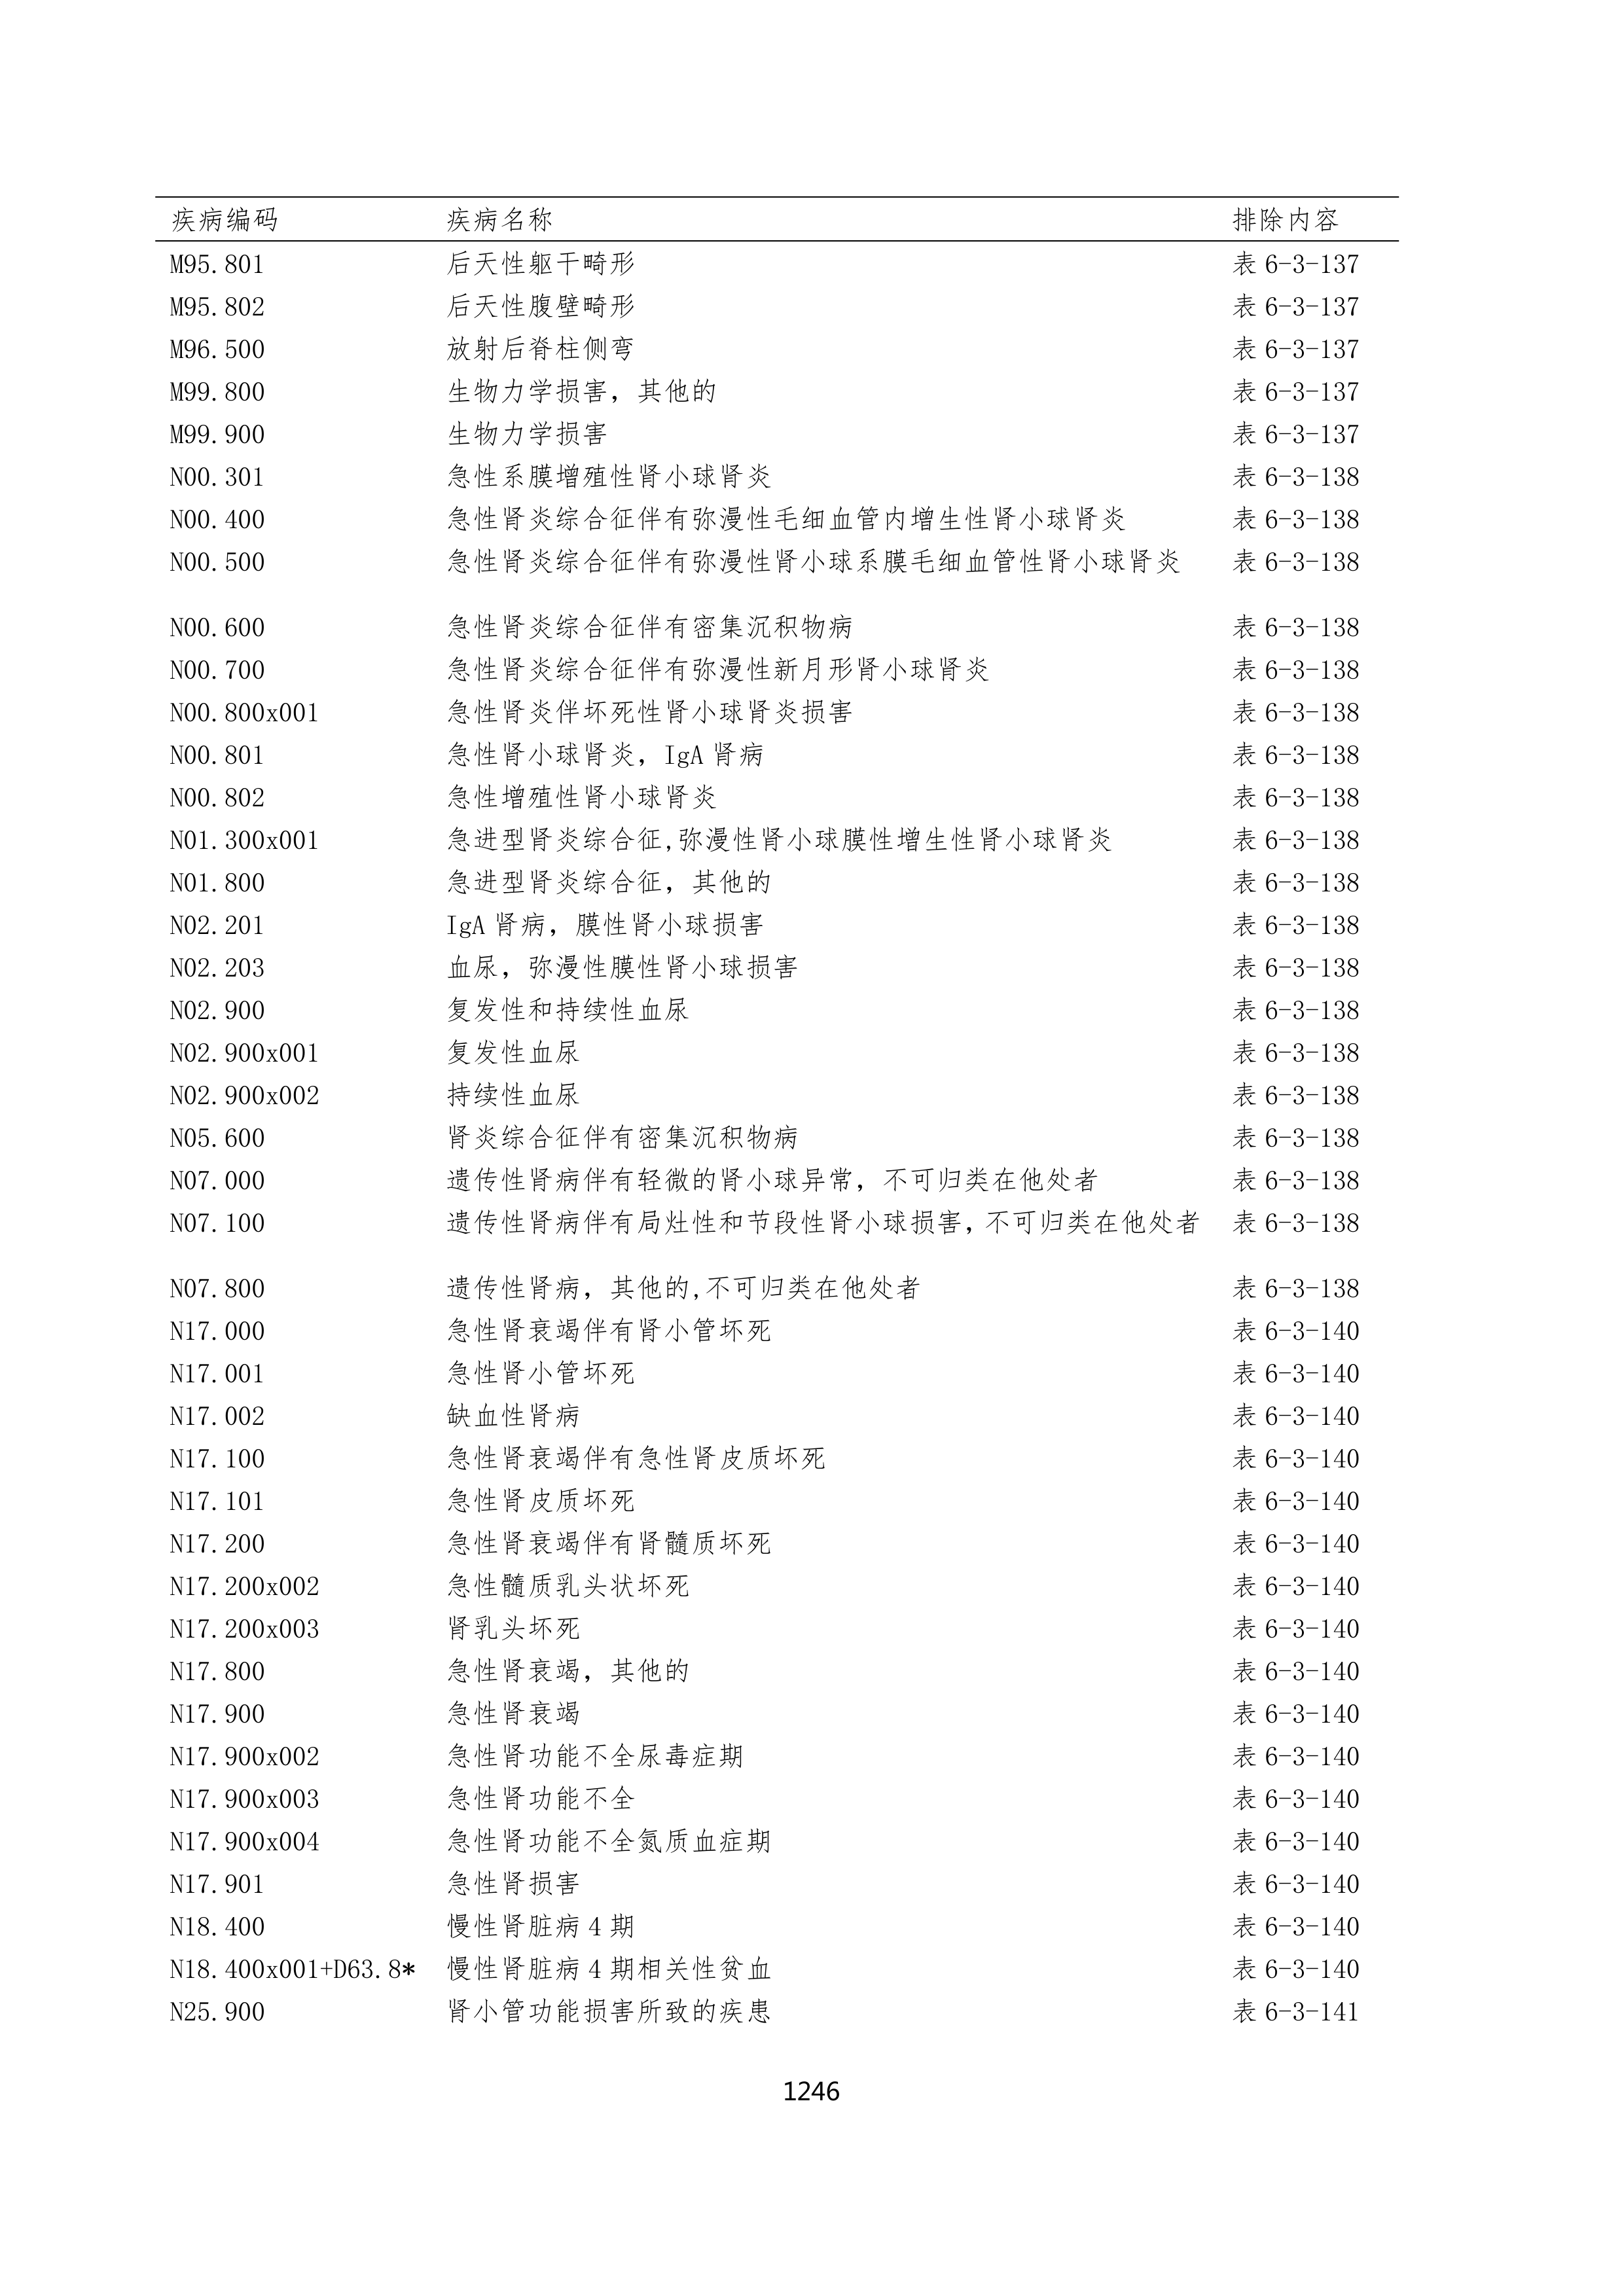 疾病编码 疾病名称 排除内容
M95.801 后天性躯干畸形 表 6-3-137
M95.802 后天性腹壁畸形 表 6-3-137
M96.500 放射后脊柱侧弯 表 6-3-137
M99.800 生物力学损害，其他的 表 6-3-137
M99.900 生物力学损害 表 6-3-137
N00.301 急性系膜增殖性肾小球肾炎 表 6-3-138
N00.400 急性肾炎综合征伴有弥漫性毛细血管内增生性肾小球肾炎 表 6-3-138
N00.500 急性肾炎综合征伴有弥漫性肾小球系膜毛细血管性肾小球肾炎 表 6-3-138
N00.600 急性肾炎综合征伴有密集沉积物病 表 6-3-138
N00.700 急性肾炎综合征伴有弥漫性新月形肾小球肾炎 表 6-3-138
N00.800x001 急性肾炎伴坏死性肾小球肾炎损害 表 6-3-138
N00.801 急性肾小球肾炎，IgA 肾病 表 6-3-138
N00.802 急性增殖性肾小球肾炎 表 6-3-138
N01.300x001 急进型肾炎综合征,弥漫性肾小球膜性增生性肾小球肾炎 表 6-3-138
N01.800 急进型肾炎综合征，其他的 表 6-3-138
N02.201 IgA 肾病，膜性肾小球损害 表 6-3-138
N02.203 血尿，弥漫性膜性肾小球损害 表 6-3-138
N02.900 复发性和持续性血尿 表 6-3-138
N02.900x001 复发性血尿 表 6-3-138
N02.900x002 持续性血尿 表 6-3-138
N05.600 肾炎综合征伴有密集沉积物病 表 6-3-138
N07.000 遗传性肾病伴有轻微的肾小球异常，不可归类在他处者 表 6-3-138
N07.100 遗传性肾病伴有局灶性和节段性肾小球损害，不可归类在他处者 表 6-3-138
N07.800 遗传性肾病，其他的,不可归类在他处者 表 6-3-138
N17.000 急性肾衰竭伴有肾小管坏死 表 6-3-140
N17.001 急性肾小管坏死 表 6-3-140
N17.002 缺血性肾病 表 6-3-140
N17.100 急性肾衰竭伴有急性肾皮质坏死 表 6-3-140
N17.101 急性肾皮质坏死 表 6-3-140
N17.200 急性肾衰竭伴有肾髓质坏死 表 6-3-140
N17.200x002 急性髓质乳头状坏死 表 6-3-140
N17.200x003 肾乳头坏死 表 6-3-140
N17.800 急性肾衰竭，其他的 表 6-3-140
N17.900 急性肾衰竭 表 6-3-140
N17.900x002 急性肾功能不全尿毒症期 表 6-3-140
N17.900x003 急性肾功能不全 表 6-3-140
N17.900x004 急性肾功能不全氮质血症期 表 6-3-140
N17.901 急性肾损害 表 6-3-140
N18.400 慢性肾脏病 4 期 表 6-3-140
N18.400x001+D63.8* 慢性肾脏病 4 期相关性贫血 表 6-3-140
N25.900 肾小管功能损害所致的疾患 表 6-3-141
1246